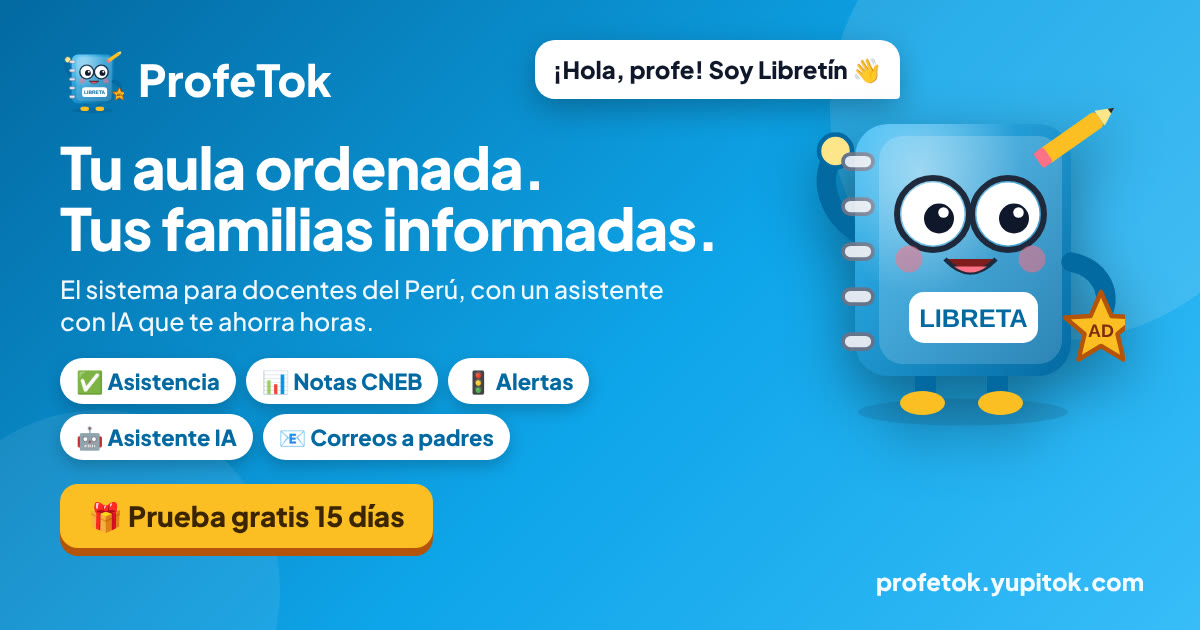 LIBRETA
ProfeTok
¡Hola, profe! Soy Libretín 👋
Tu aula ordenada.
Tus familias informadas.
El sistema para docentes del Perú, con un asistente
con IA que te ahorra horas.
✅ Asistencia
📊 Notas CNEB
🚦 Alertas
🤖 Asistente IA
📧 Correos a padres
🎁 Prueba gratis 15 días
LIBRETA
AD
profetok.yupitok.com